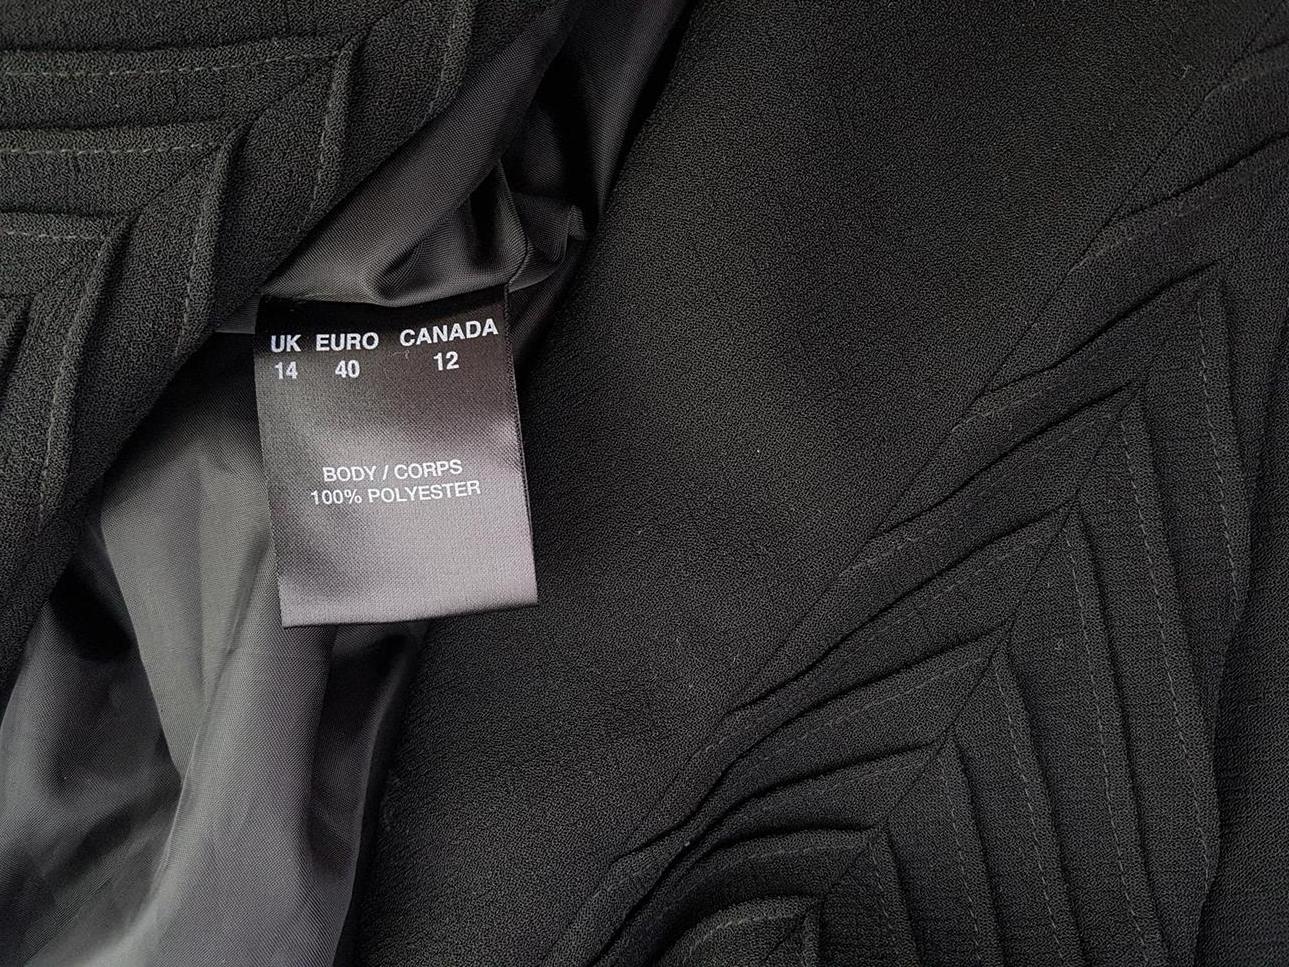 UK EURO CANADA
14 40 12
BODY / CORPS
100% POLYESTER